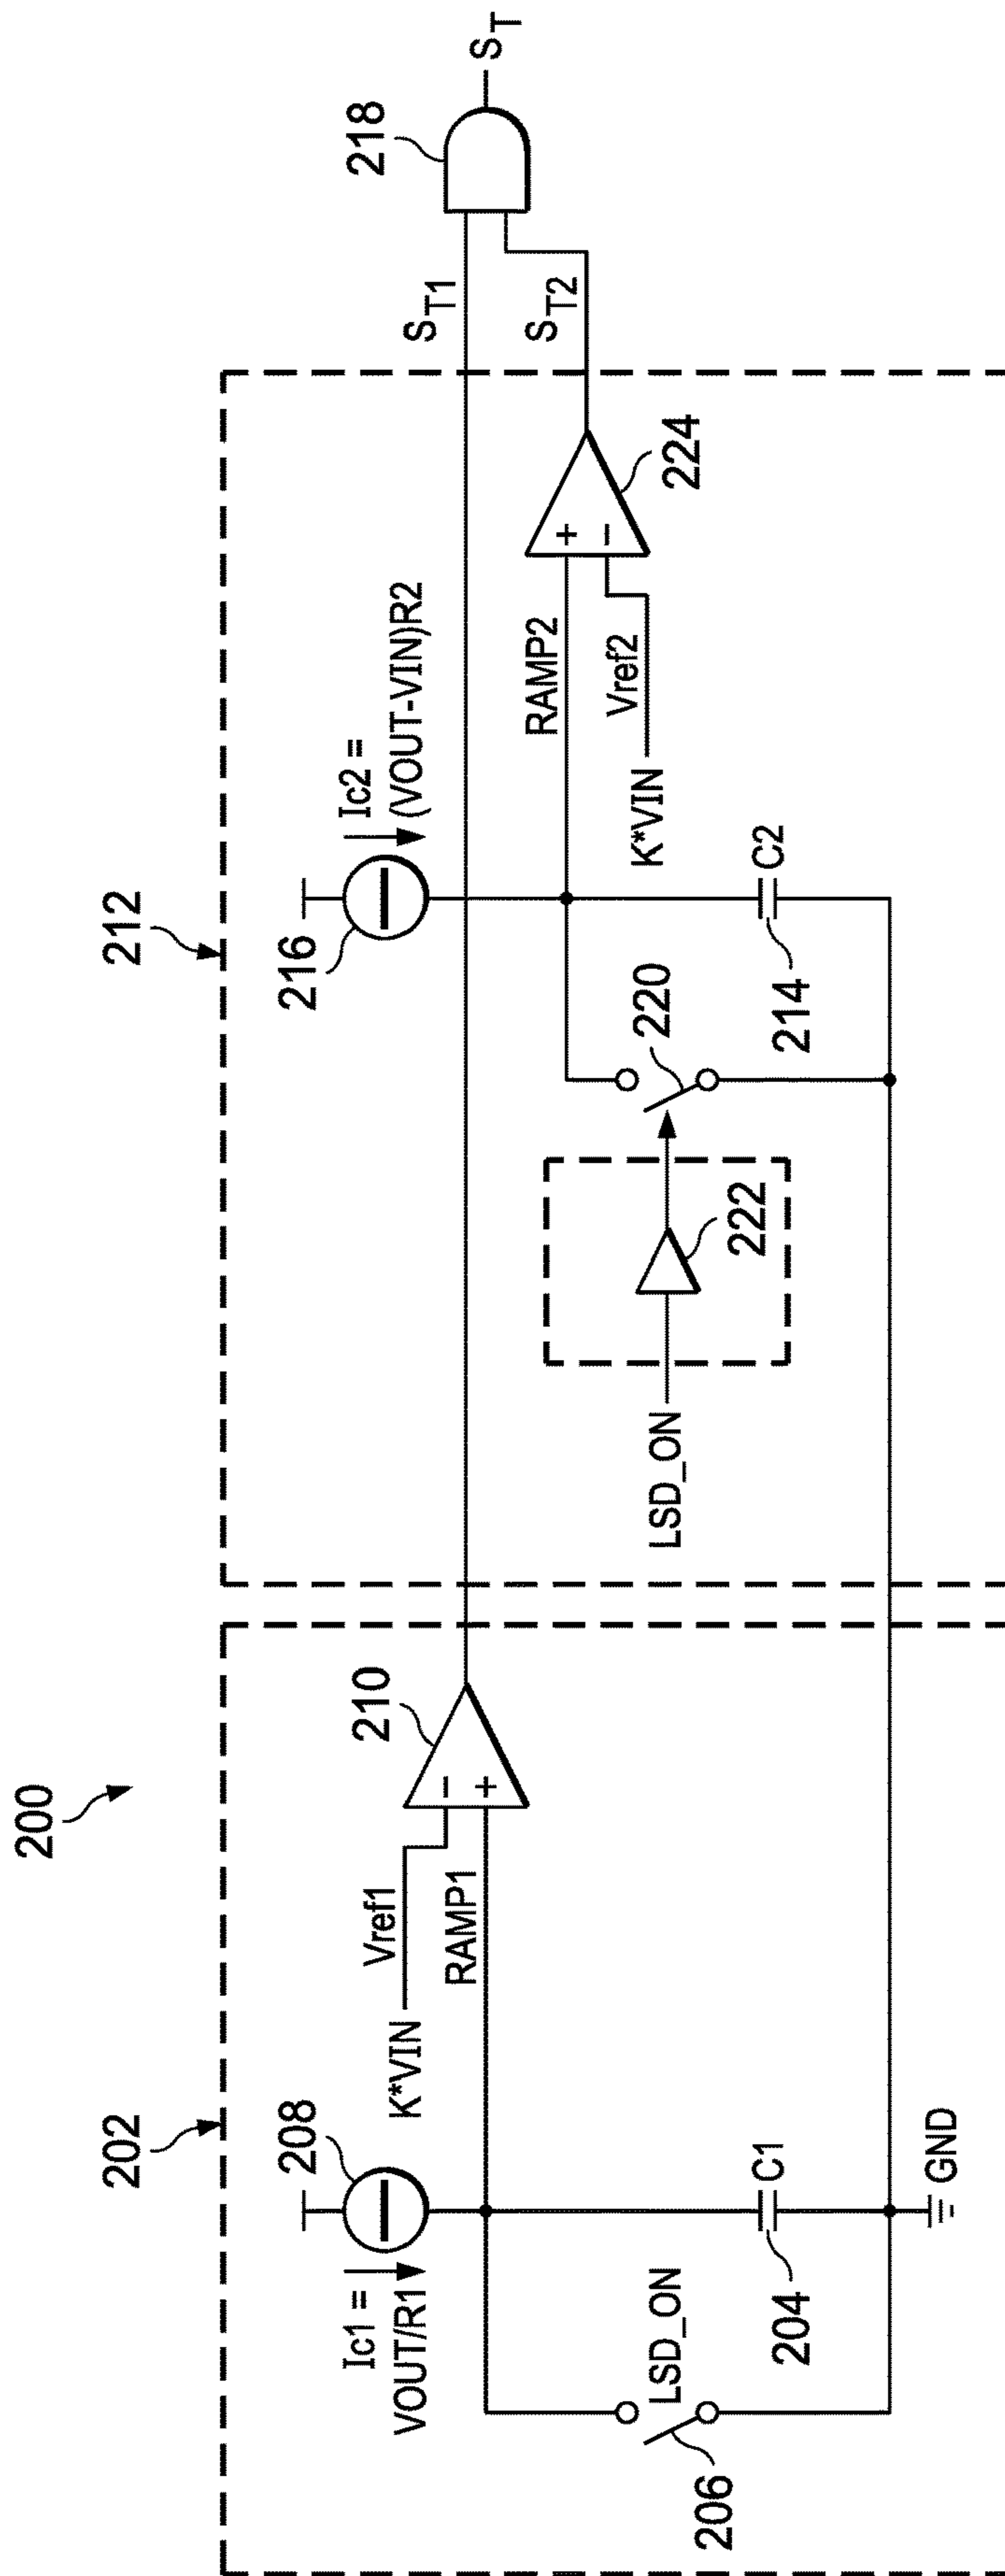 200
202
212
208
Ic1 =
VOUT/R1
K*VIN
Vref1
RAMP1
210
-
+
LSD_ON
206
204
C1
GND
216
Ic2 =
(VOUT-VIN)R2
LSD_ON
222
220
214
C2
RAMP2
Vref2
K*VIN
+
-
224
ST1
ST2
218
ST